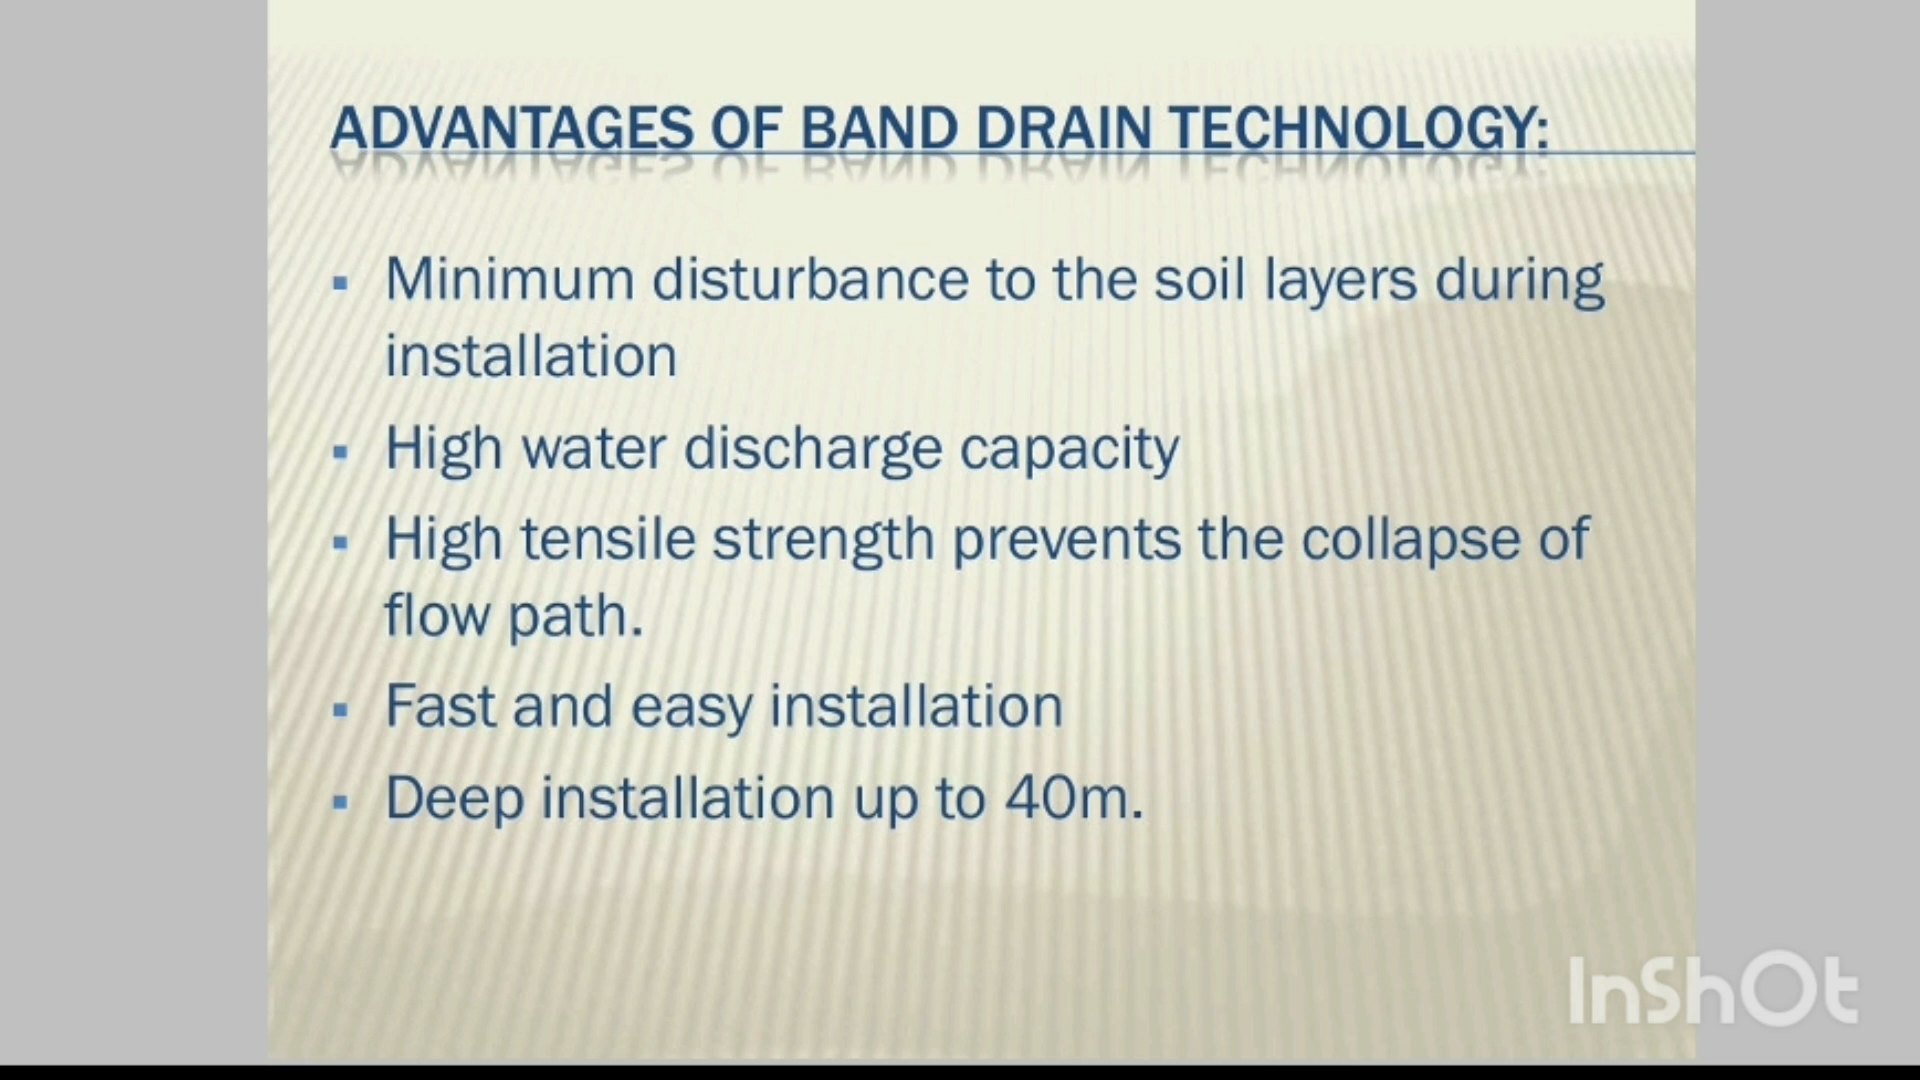 ADVANTAGES OF BAND DRAIN TECHNOLOGY:
▪ Minimum disturbance to the soil layers during
installation
▪ High water discharge capacity
▪ High tensile strength prevents the collapse of
flow path.
▪ Fast and easy installation
▪ Deep installation up to 40m.
InShOt